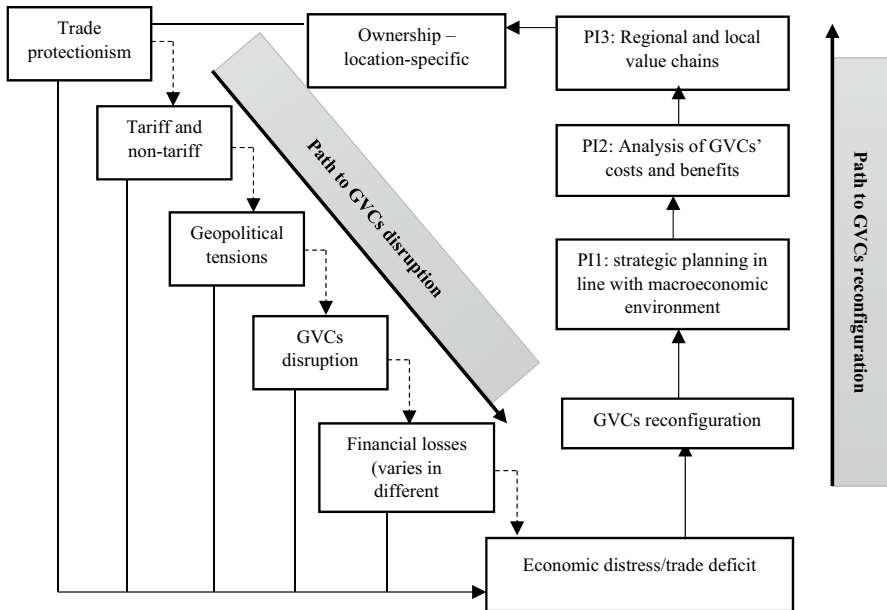 Trade
protectionism
Ownership –
location-specific
PI3: Regional and local
value chains
Tariff and
non-tariff
PI2: Analysis of GVCs'
costs and benefits
Geopolitical
tensions
PI1: strategic planning in
line with macroeconomic
environment
GVCs
disruption
Financial losses
(varies in
different
GVCs reconfiguration
Economic distress/trade deficit
Path to GVCs disruption
Path to GVCs reconfiguration